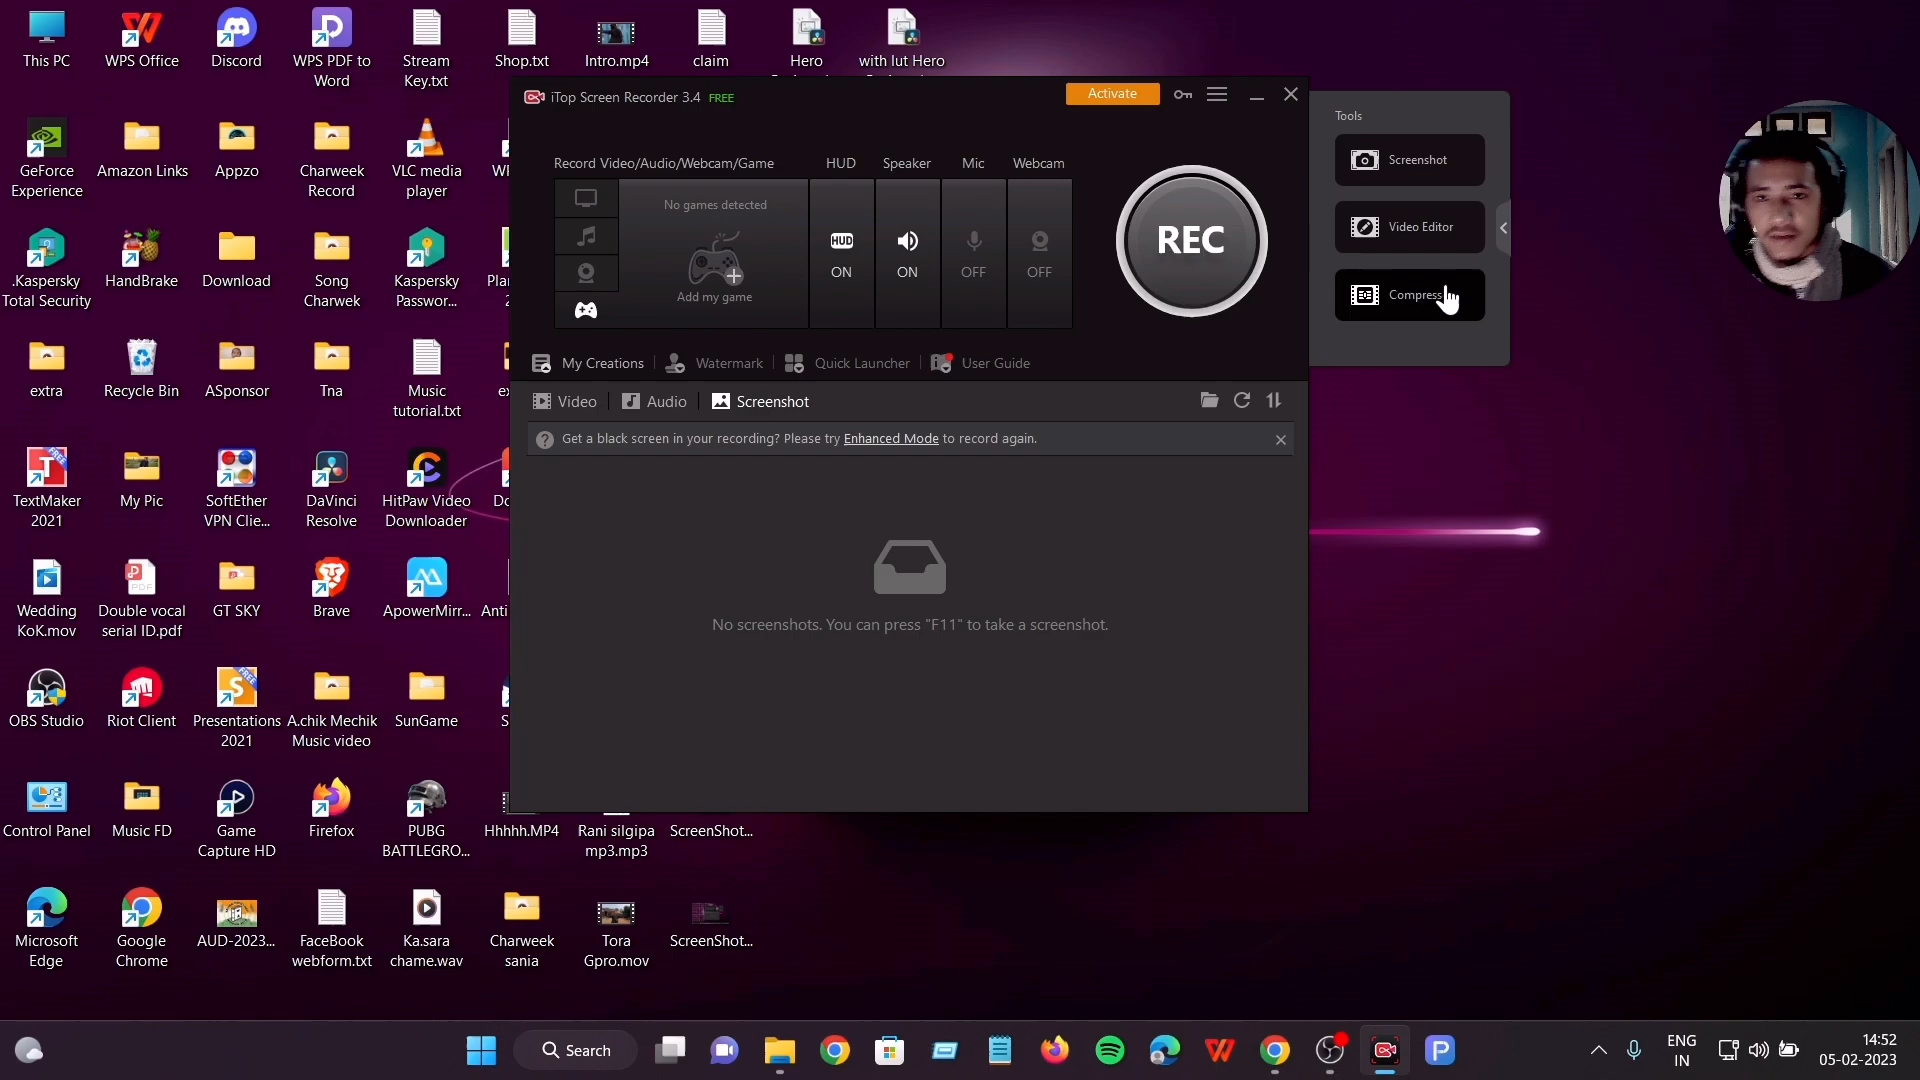 This PC
WPS Office
Discord
WPS PDF to
Word
Stream
Key.txt
Shop.txt
Intro.mp4
claim
Hero
with lut Hero
GeForce
Experience
Amazon Links
Appzo
Charweek
Record
VLC media
player
.Kaspersky
Total Security
HandBrake
Download
Song
Charwek
Kaspersky
Passwor...
extra
Recycle Bin
ASponsor
Tna
Music
tutorial.txt
TextMaker
2021
My Pic
SoftEther
VPN Clie...
DaVinci
Resolve
HitPaw Video
Downloader
Wedding
KoK.mov
Double vocal
serial ID.pdf
GT SKY
Brave
ApowerMirr...
Anti
OBS Studio
Riot Client
Presentations
2021
A.chik Mechik
Music video
SunGame
Control Panel
Music FD
Game
Capture HD
Firefox
PUBG
BATTLEGRO...
Hhhhh.MP4
Rani silgipa
mp3.mp3
ScreenShot...
Microsoft
Edge
Google
Chrome
AUD-2023...
FaceBook
webform.txt
Ka.sara
chame.wav
Charweek
sania
Tora
Gpro.mov
ScreenShot...
iTop Screen Recorder 3.4 FREE
Activate
Record Video/Audio/Webcam/Game
HUD
Speaker
Mic
Webcam
No games detected
Add my game
HUD
ON
ON
OFF
OFF
REC
My Creations
Watermark
Quick Launcher
User Guide
Video
Audio
Screenshot
Get a black screen in your recording? Please try Enhanced Mode to record again.
No screenshots. You can press "F11" to take a screenshot.
Tools
Screenshot
Video Editor
Compress
Search
ENG
IN
14:52
05-02-2023